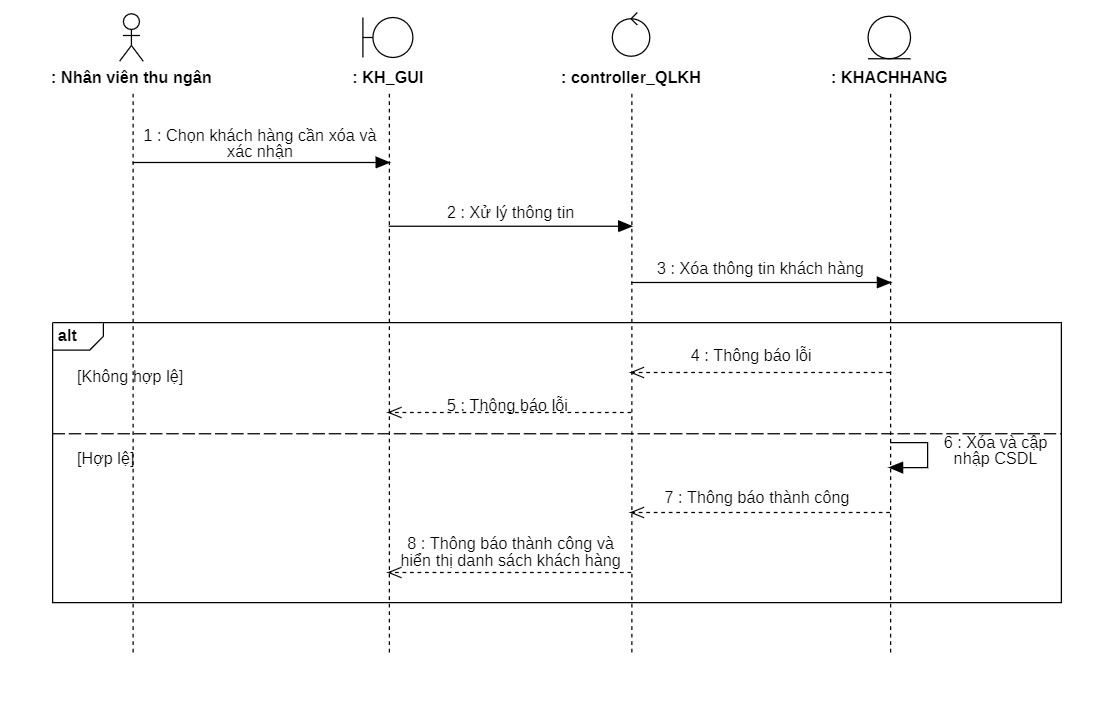 : Nhân viên thu ngân
: KH_GUI
: controller_QLKH
: KHACHHANG
1 : Chọn khách hàng cần xóa và
xác nhận
2 : Xử lý thông tin
3 : Xóa thông tin khách hàng
alt
4 : Thông báo lỗi
[Không hợp lệ]
5 : Thông báo lỗi
6 : Xóa và cập
nhập CSDL
[Hợp lệ]
7 : Thông báo thành công
8 : Thông báo thành công và
hiển thị danh sách khách hàng